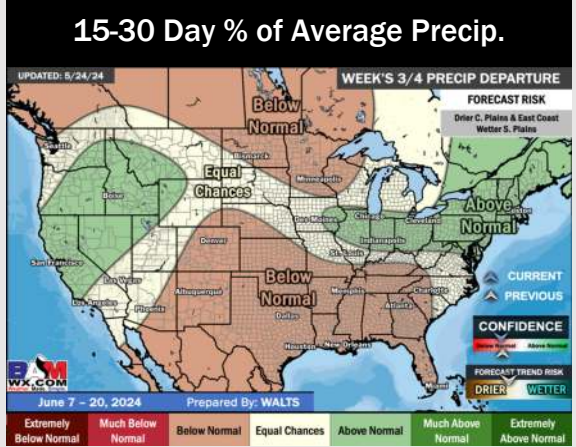 15-30 Day % of Average Precip.
UPDATED: 5/24/24
WEEK'S 3/4 PRECIP DEPARTURE
FORECAST RISK
Drier C. Plains & East Coast
Wetter S. Plains
Below
Normal
Seattle
Bismarck
Equal
Chances
Minneapolis
Boise
Above
Normal
Boston
Des Moines
Chicago
Cleveland
Indianapolis
Denver
St. Louis
San Francisco
Las Vegas
Below
Normal
CURRENT
PREVIOUS
Los Angeles
Albuquerque
Memphis
Charlotte
Phoenix
Atlanta
Dallas
CONFIDENCE
Below Normal
Above Normal
Houston
New Orleans
BAM
WX.COM
FORECAST TREND RISK
DRIER
WETTER
Miami
June 7 – 20, 2024
Prepared By: WALTS
Extremely
Below Normal
Much Below
Normal
Below Normal
Equal Chances
Above Normal
Much Above
Normal
Extremely
Above Normal